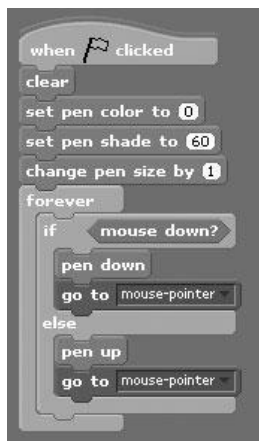 when clicked
clear
set pen color to 0
set pen shade to 60
change pen size by 1
forever
if mouse down?
pen down
go to mouse-pointer
else
pen up
go to mouse-pointer